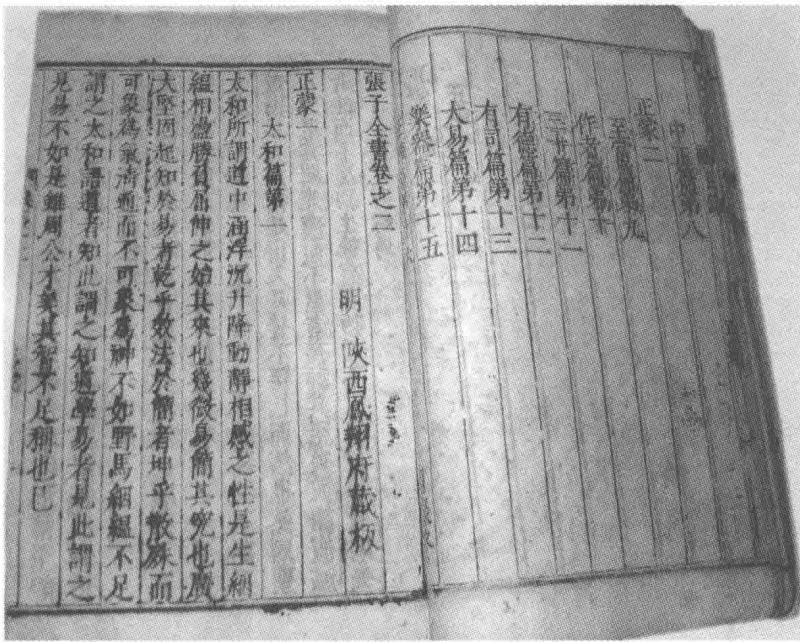 中正篇第八
正蒙二
至當篇第九
作者篇第十
三十篇第十一
有德篇第十二
有司篇第十三
大易篇第十四
樂器篇第十五
張子全書卷之二
明 陝西鳳翔府藏板
正蒙一
太和篇第一
太和所謂道中涵浮沉升降動靜相感之性是生絪
縕相盪勝負屈伸之始其來也幾微易簡其究也廣
大堅固起知於易者乾乎效法於簡者坤乎散殊而
可象爲氣清通而不可象爲神不如野馬絪縕不足
謂之太和語道者知此謂之知道學易者見此謂之
見易不如是雖周公才美其智不足稱也已